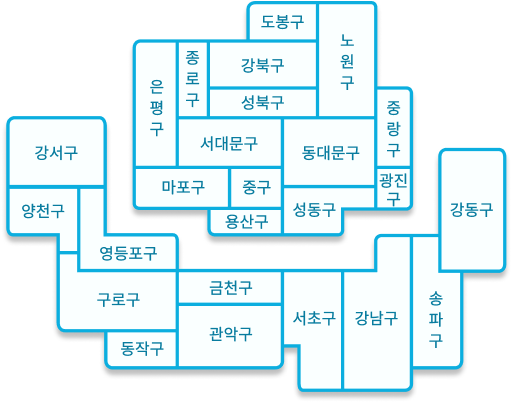 도봉구
노
원
구
종
로
구
강북구
은
평
구
성북구
중
랑
구
서대문구
동대문구
강서구
광진
구
마포구
중구
양천구
용산구
성동구
강동구
영등포구
금천구
구로구
서초구
강남구
송
파
구
관악구
동작구